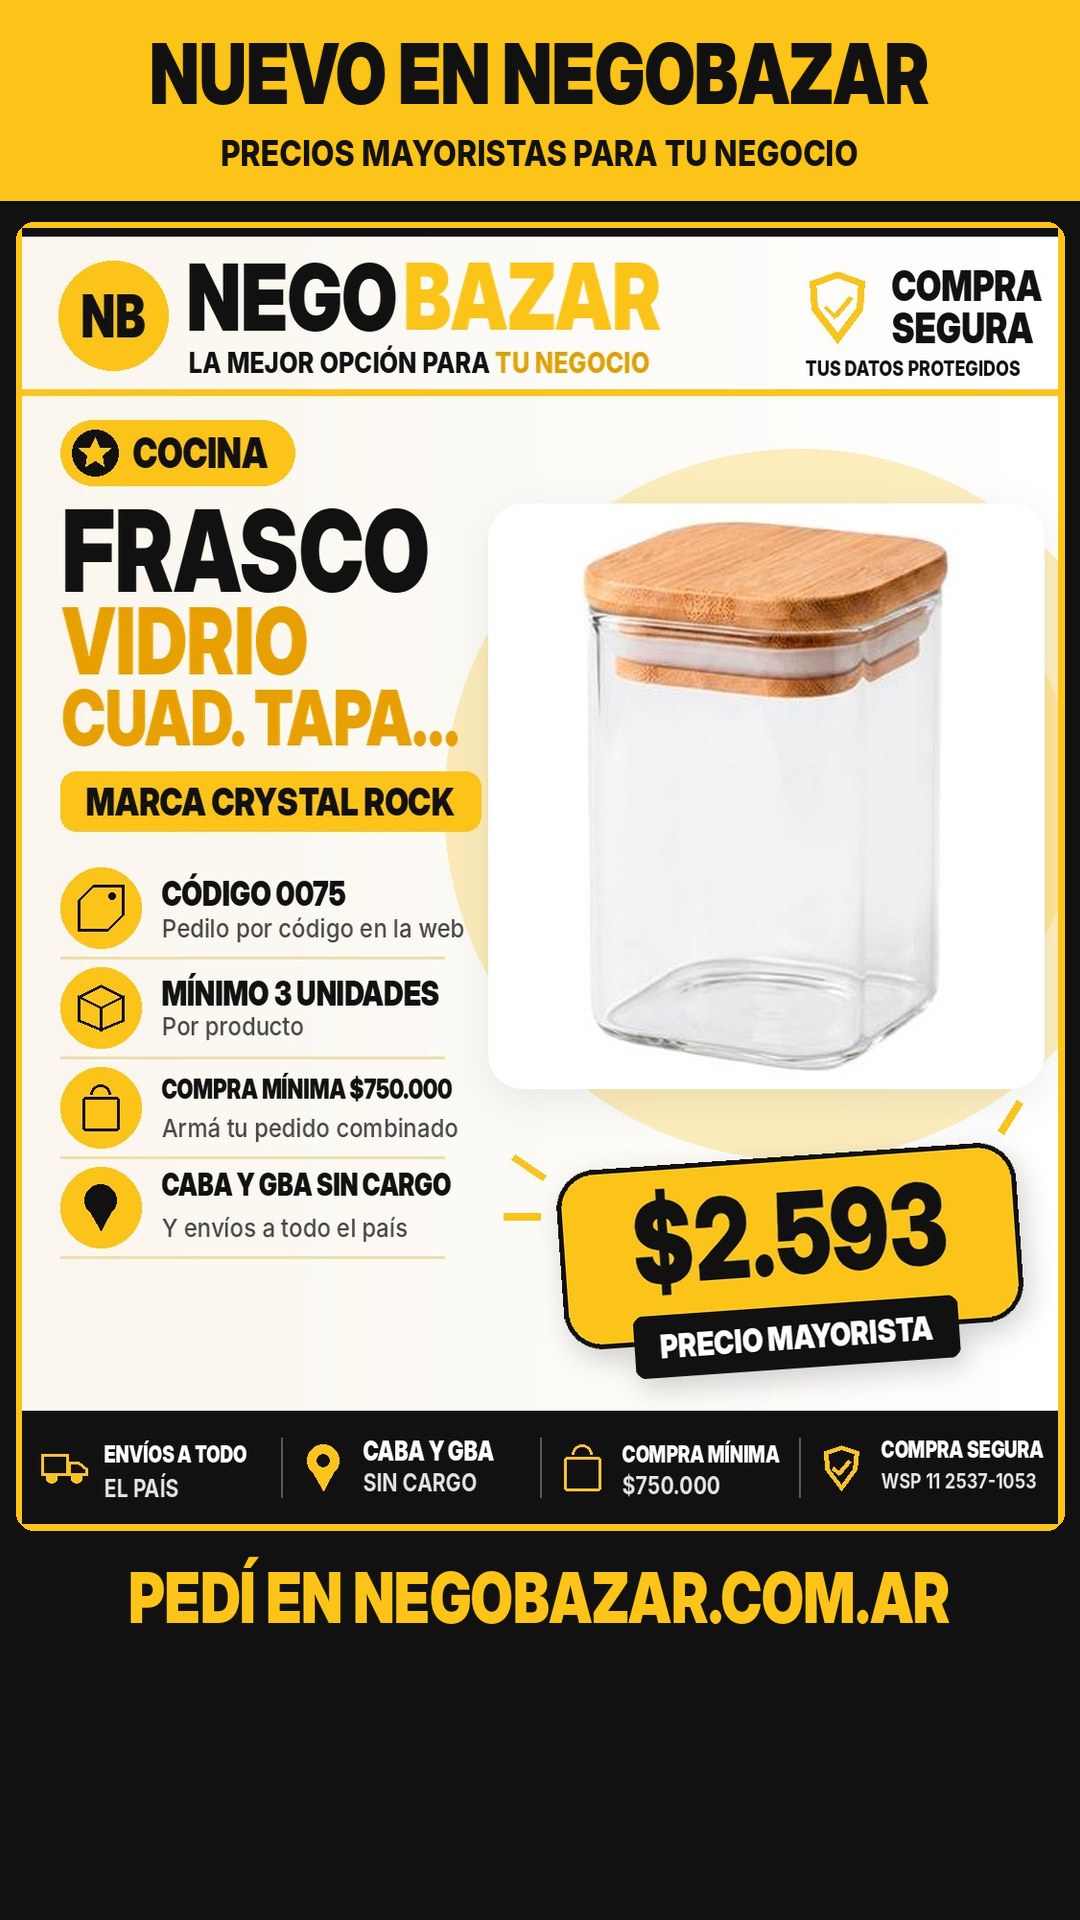 NUEVO EN NEGOBAZAR
PRECIOS MAYORISTAS PARA TU NEGOCIO
NB
NEGOBAZAR
LA MEJOR OPCIÓN PARA TU NEGOCIO
COMPRA
SEGURA
TUS DATOS PROTEGIDOS
COCINA
FRASCO
VIDRIO
CUAD. TAPA...
MARCA CRYSTAL ROCK
CÓDIGO 0075
Pedilo por código en la web
MÍNIMO 3 UNIDADES
Por producto
COMPRA MÍNIMA $750.000
Armá tu pedido combinado
CABA Y GBA SIN CARGO
Y envíos a todo el país
$2.593
PRECIO MAYORISTA
ENVÍOS A TODO
EL PAÍS
CABA Y GBA
SIN CARGO
COMPRA MÍNIMA
$750.000
COMPRA SEGURA
WSP 11 2537-1053
PEDÍ EN NEGOBAZAR.COM.AR